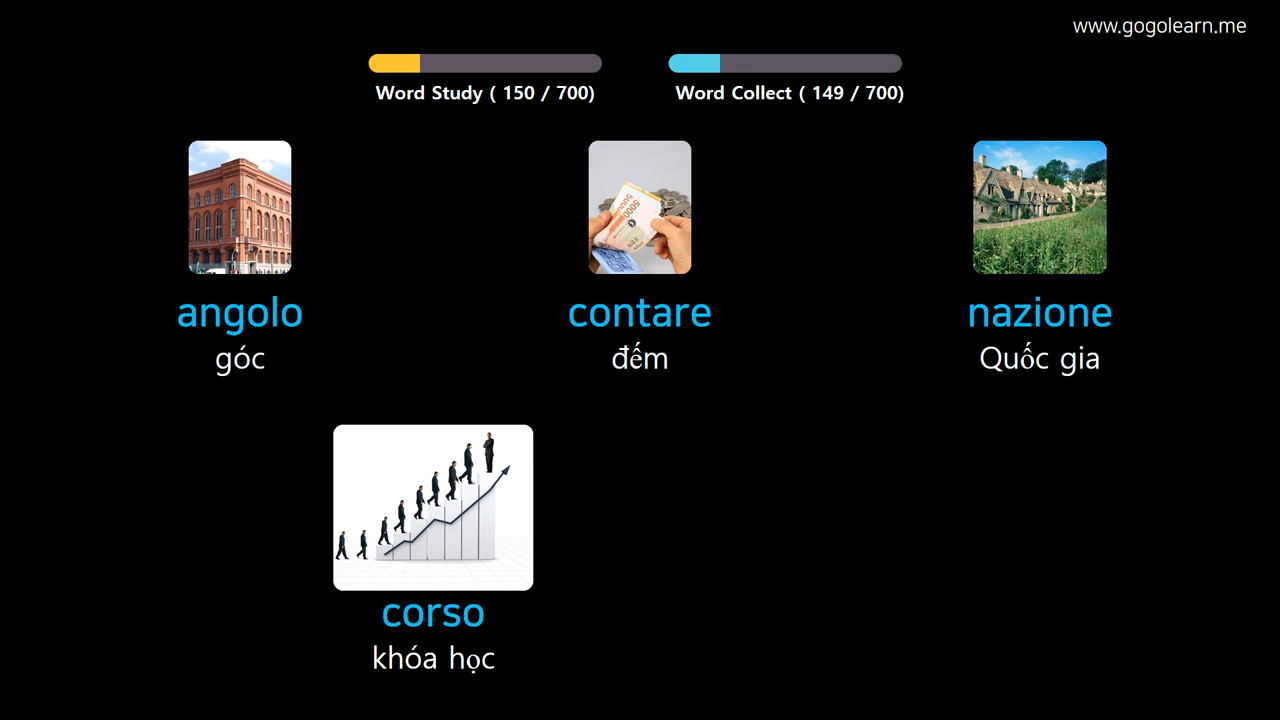 www.gogolearn.me
Word Study ( 150 / 700)
Word Collect ( 149 / 700)
angolo
góc
contare
đếm
nazione
Quốc gia
corso
khóa học